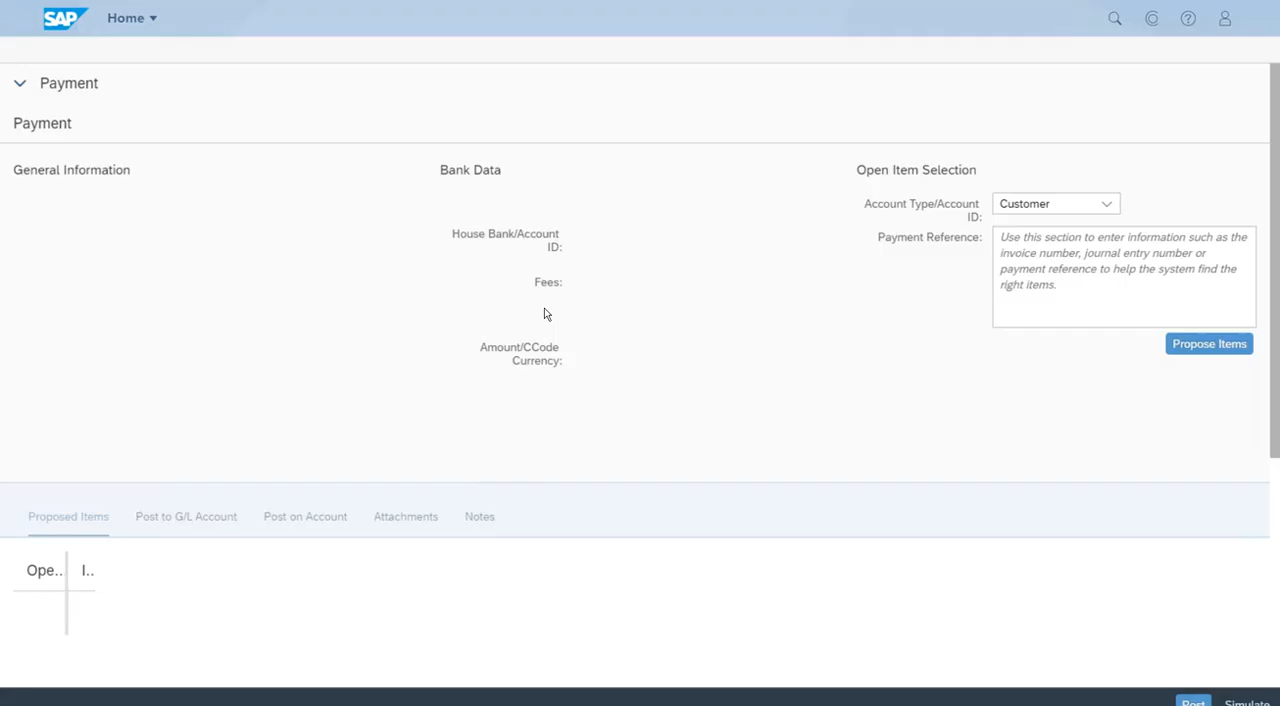 SAP Home
Payment
Payment
General Information
Bank Data
House Bank/Account
ID:
Fees:
Amount/CCode
Currency:
Open Item Selection
Account Type/Account
ID:
Customer
Payment Reference:
Use this section to enter information such as the
invoice number, journal entry number or
payment reference to help the system find the
right items.
Propose Items
Proposed Items Post to G/L Account Post on Account Attachments Notes
Ope.. I..
Post Simulate